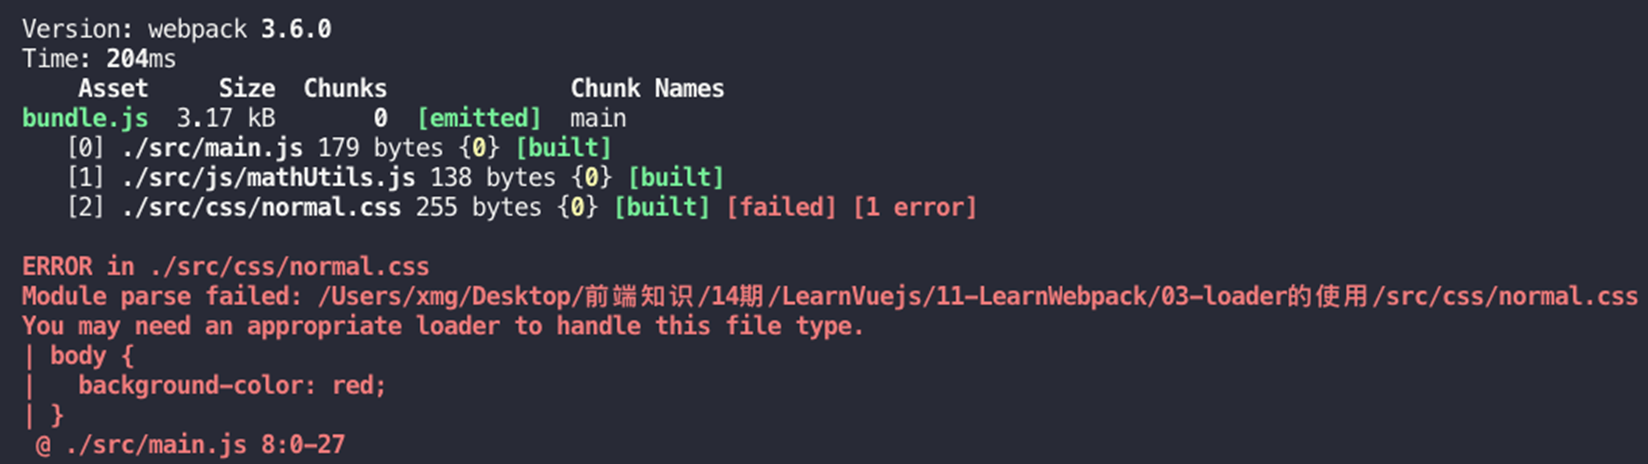 Version: webpack 3.6.0
Time: 204ms
Asset Size Chunks Chunk Names
bundle.js 3.17 kB 0 [emitted] main
[0] ./src/main.js 179 bytes {0} [built]
[1] ./src/js/mathUtils.js 138 bytes {0} [built]
[2] ./src/css/normal.css 255 bytes {0} [built] [failed] [1 error]
ERROR in ./src/css/normal.css
Module parse failed: /Users/xmg/Desktop/前端知识/14期/LearnVuejs/11-LearnWebpack/03-loader的使用/src/css/normal.css
You may need an appropriate loader to handle this file type.
| body {
|   background-color: red;
| }
@ ./src/main.js 8:0-27